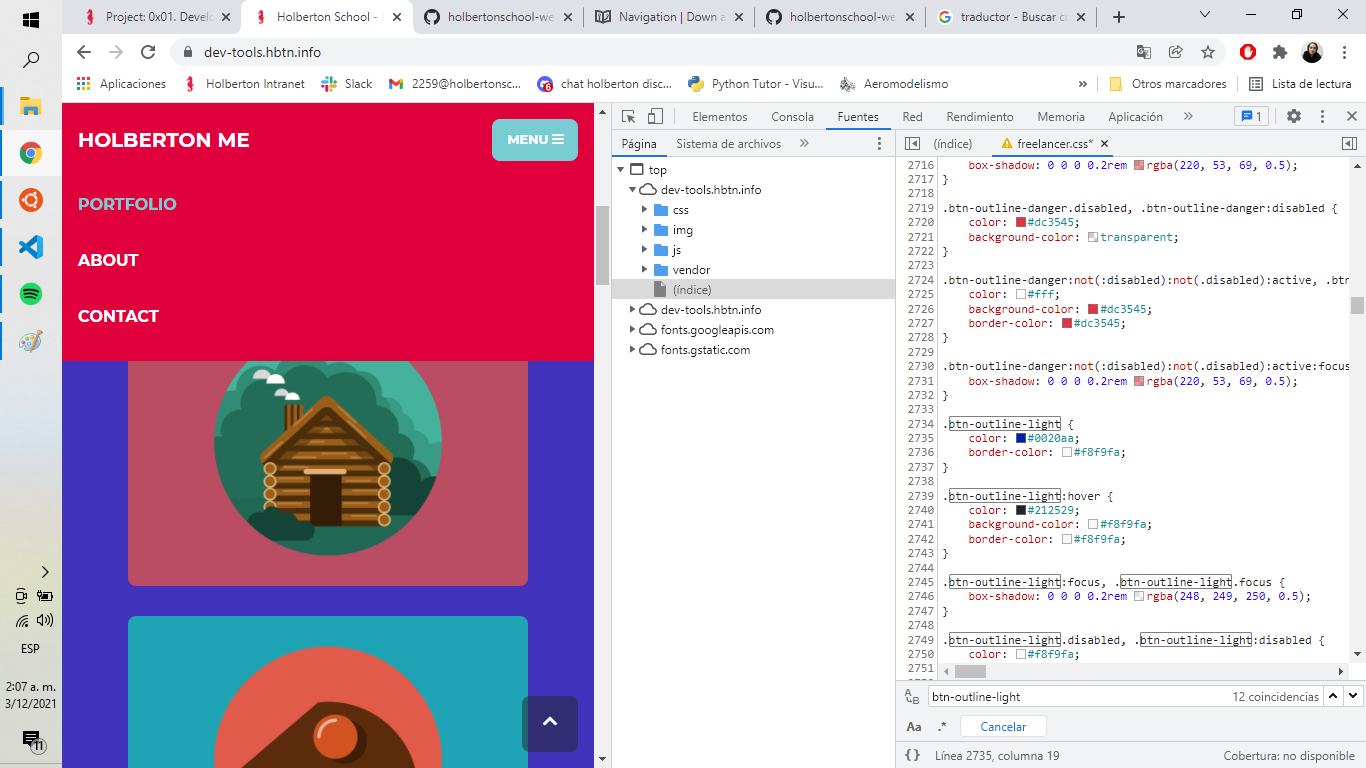 Project: 0x01. Develo
Holberton School -
holbertonschool-we
Navigation | Down a
holbertonschool-we
traductor - Buscar c
dev-tools.hbtn.info
Aplicaciones
Holberton Intranet
Slack
2259@holbertonsc...
chat holberton disc...
Python Tutor - Visu...
Aeromodelismo
»
Otros marcadores
Lista de lectura
HOLBERTON ME
MENU
PORTFOLIO
ABOUT
CONTACT
Elementos
Consola
Fuentes
Red
Rendimiento
Memoria
Aplicación
»
1
Página
Sistema de archivos
»
top
dev-tools.hbtn.info
css
img
js
vendor
(índice)
dev-tools.hbtn.info
fonts.googleapis.com
fonts.gstatic.com
(índice)
freelancer.css*
2716 box-shadow: 0 0 0 0.2rem rgba(220, 53, 69, 0.5);
2717 }
2718
2719 .btn-outline-danger.disabled, .btn-outline-danger:disabled {
2720 color: #dc3545;
2721 background-color: transparent;
2722 }
2723
2724 .btn-outline-danger:not(:disabled):not(.disabled):active, .btn
2725 color: #fff;
2726 background-color: #dc3545;
2727 border-color: #dc3545;
2728 }
2729
2730 .btn-outline-danger:not(:disabled):not(.disabled):active:focus
2731 box-shadow: 0 0 0 0.2rem rgba(220, 53, 69, 0.5);
2732 }
2733
2734 .btn-outline-light {
2735 color: #0020aa;
2736 border-color: #f8f9fa;
2737 }
2738
2739 .btn-outline-light:hover {
2740 color: #212529;
2741 background-color: #f8f9fa;
2742 border-color: #f8f9fa;
2743 }
2744
2745 .btn-outline-light:focus, .btn-outline-light.focus {
2746 box-shadow: 0 0 0 0.2rem rgba(248, 249, 250, 0.5);
2747 }
2748
2749 .btn-outline-light.disabled, .btn-outline-light:disabled {
2750 color: #f8f9fa;
2751
btn-outline-light
12 coincidencias
Aa
.*
Cancelar
{ }
Línea 2735, columna 19
Cobertura: no disponible
ESP
2:07 a. m.
3/12/2021
11